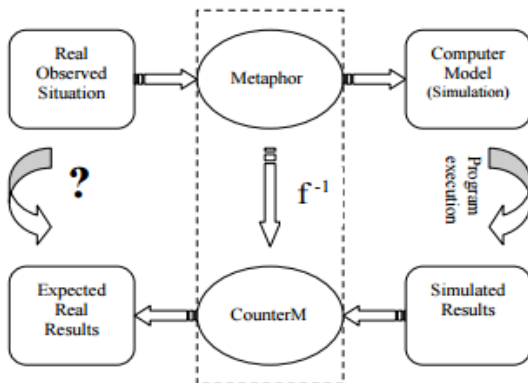 Real
Observed
Situation
Metaphor
Computer
Model
(Simulation)
?
f -1
Program
execution
Expected
Real
Results
CounterM
Simulated
Results